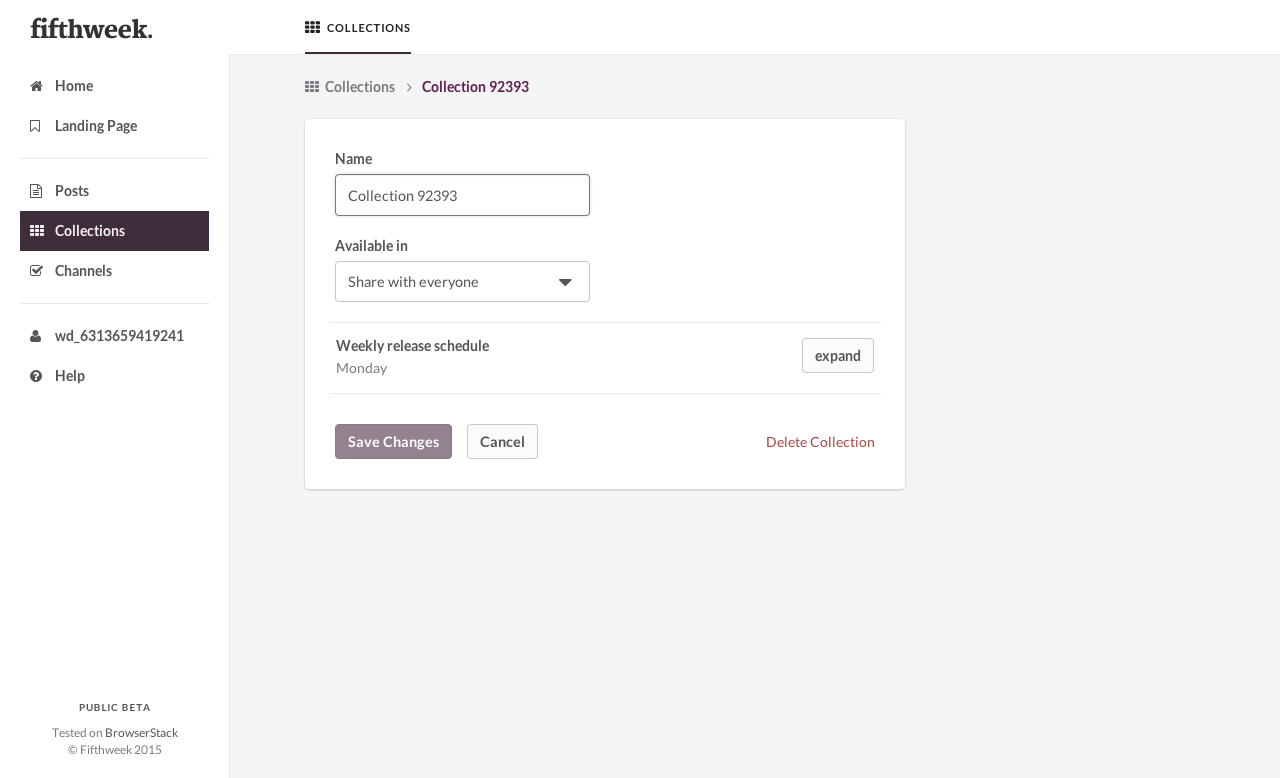 fifthweek.
COLLECTIONS
Home
Landing Page
Posts
Collections
Channels
wd_6313659419241
Help
PUBLIC BETA
Tested on BrowserStack
© Fifthweek 2015
Collections
Collection 92393
Name
Collection 92393
Available in
Share with everyone
Weekly release schedule
Monday
expand
Save Changes
Cancel
Delete Collection